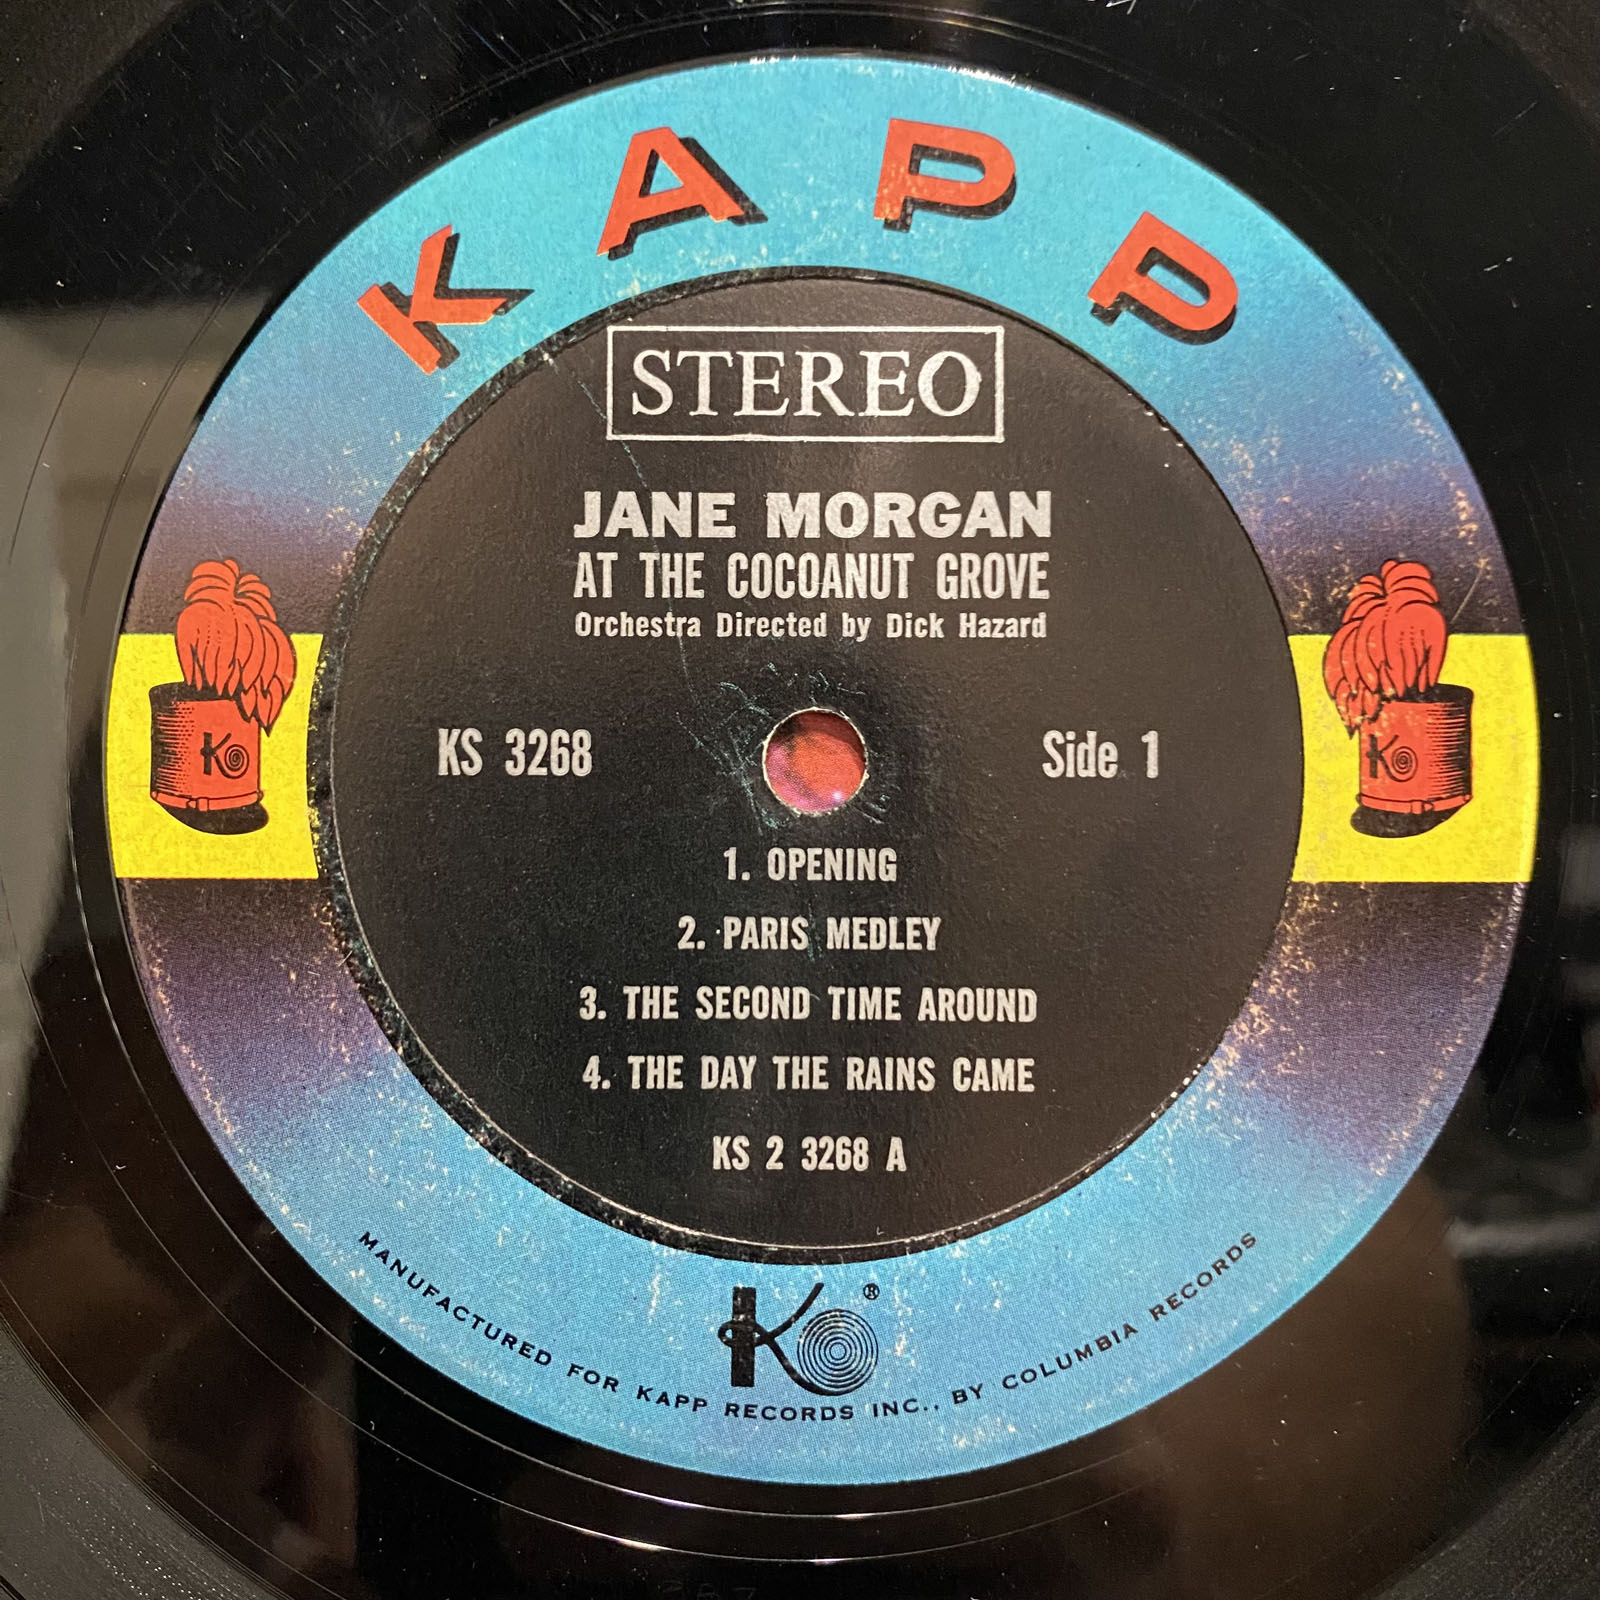 KAPP
STEREO
JANE MORGAN
AT THE COCOANUT GROVE
Orchestra Directed by Dick Hazard
KS 3268
Side 1
K
K
1. OPENING
2. PARIS MEDLEY
3. THE SECOND TIME AROUND
4. THE DAY THE RAINS CAME
KS 2 3268 A
K ®
MANUFACTURED FOR KAPP RECORDS INC., BY COLUMBIA RECORDS